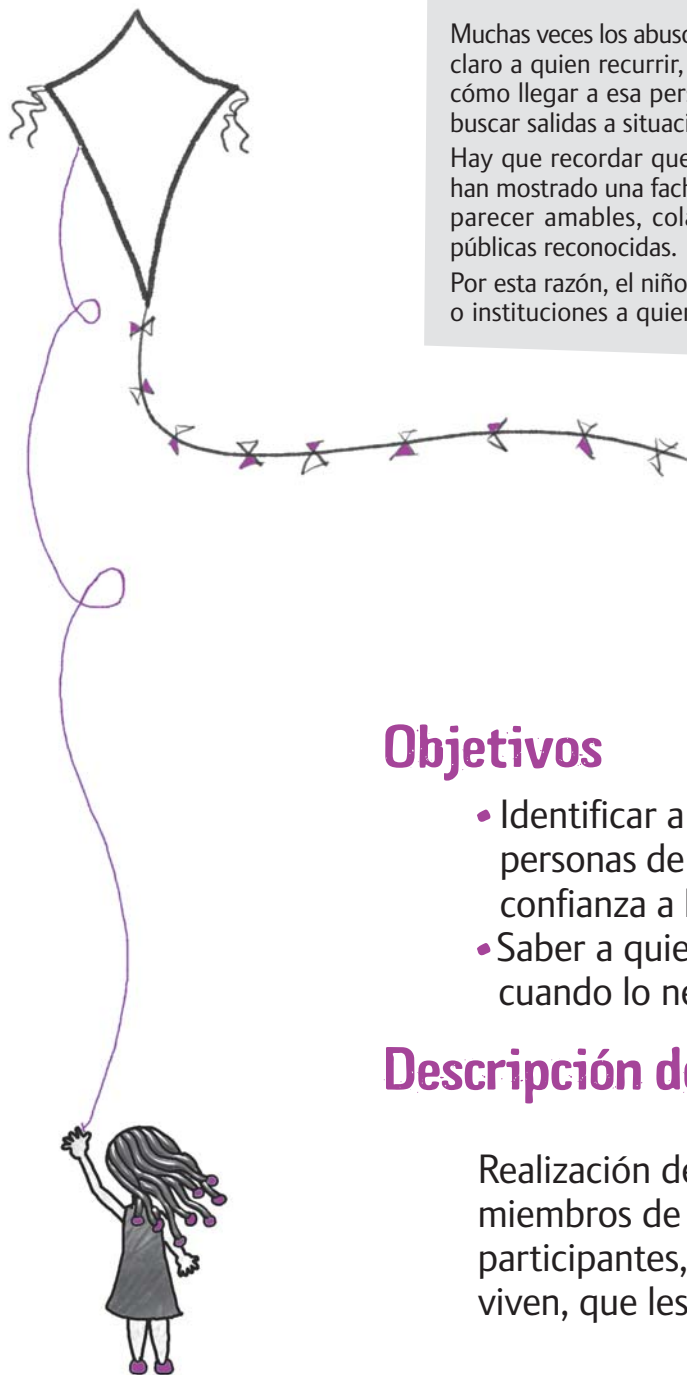 Muchas veces los abuso
claro a quien recurrir,
cómo llegar a esa pers
buscar salidas a situaci
Hay que recordar que
han mostrado una fach
parecer amables, cola
públicas reconocidas.
Por esta razón, el niño
o instituciones a quien
Objetivos
• Identificar a
personas de
confianza a l
• Saber a quie
cuando lo ne
Descripción de
Realización de
miembros de
participantes,
viven, que les